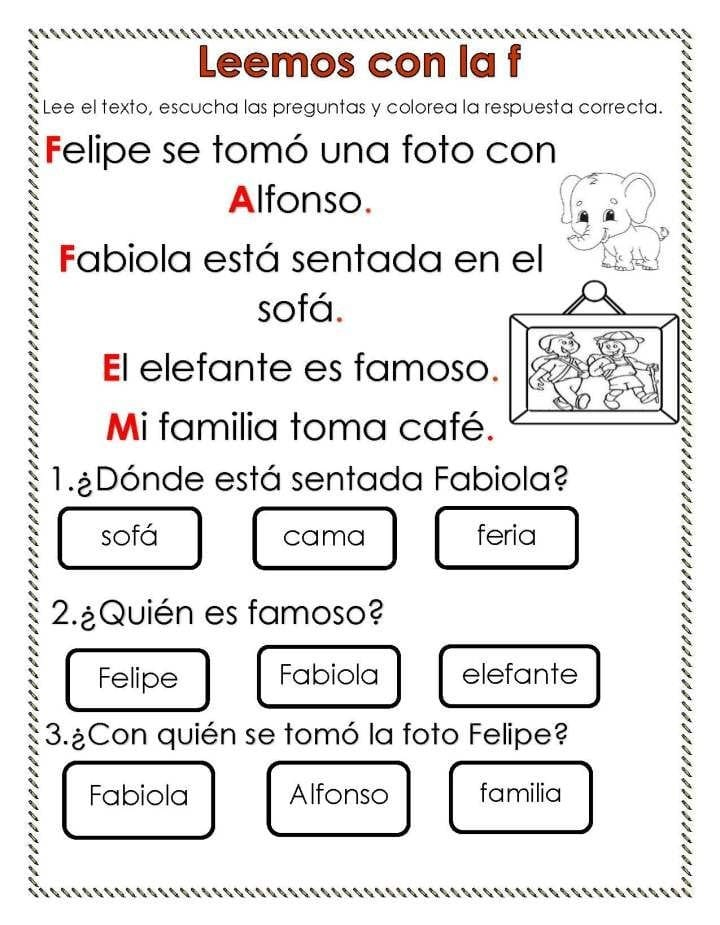 Leemos con la f
Lee el texto, escucha las preguntas y colorea la respuesta correcta.
Felipe se tomó una foto con
Alfonso.
Fabiola está sentada en el
sofá.
El elefante es famoso.
Mi familia toma café.
1.¿Dónde está sentada Fabiola?
sofá cama feria
2.¿Quién es famoso?
Felipe Fabiola elefante
3.¿Con quién se tomó la foto Felipe?
Fabiola Alfonso familia